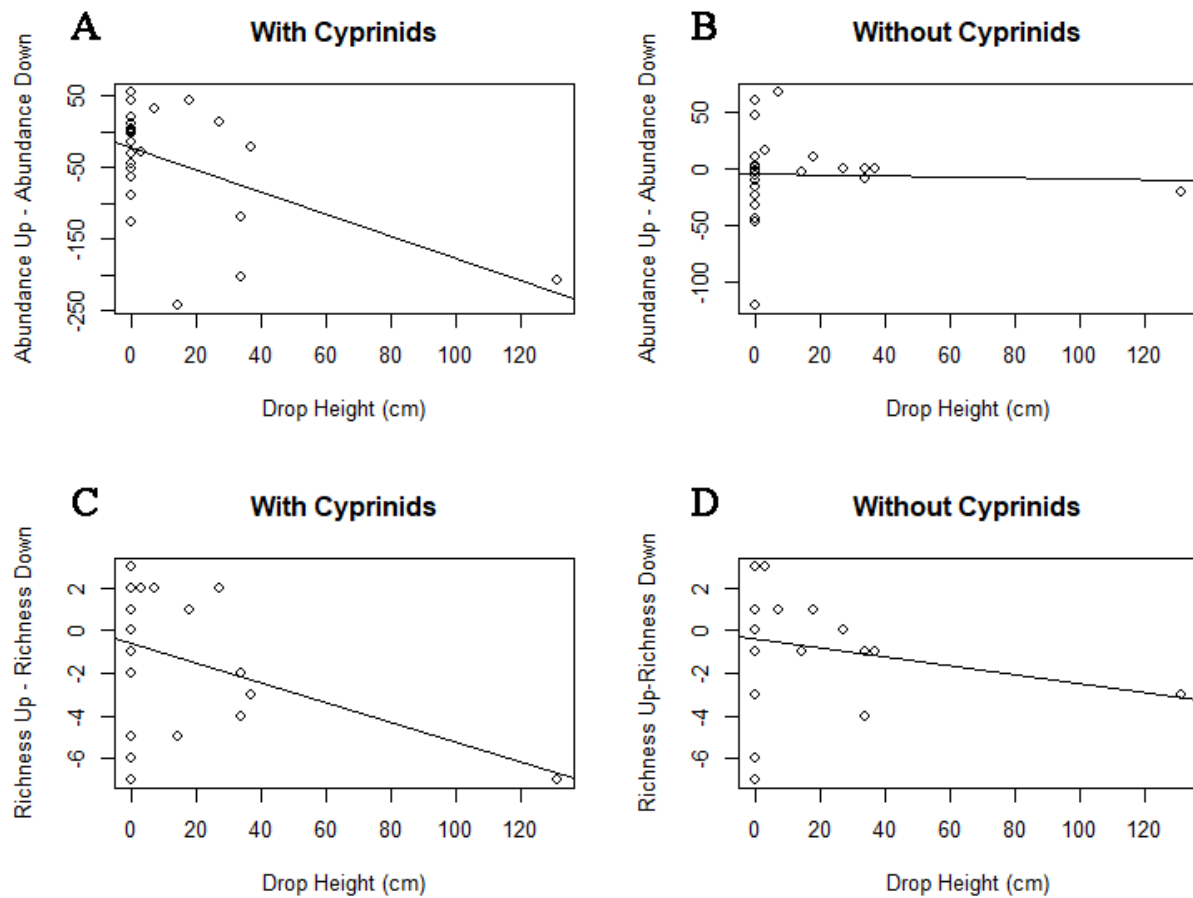 A
With Cyprinids
Abundance Up - Abundance Down
50
-50
-150
-250
0 20 40 60 80 100 120
Drop Height (cm)
B
Without Cyprinids
Abundance Up - Abundance Down
50
0
-50
-100
0 20 40 60 80 100 120
Drop Height (cm)
C
With Cyprinids
Richness Up - Richness Down
2
0
-2
-4
-6
0 20 40 60 80 100 120
Drop Height (cm)
D
Without Cyprinids
Richness Up-Richness Down
2
0
-2
-4
-6
0 20 40 60 80 100 120
Drop Height (cm)